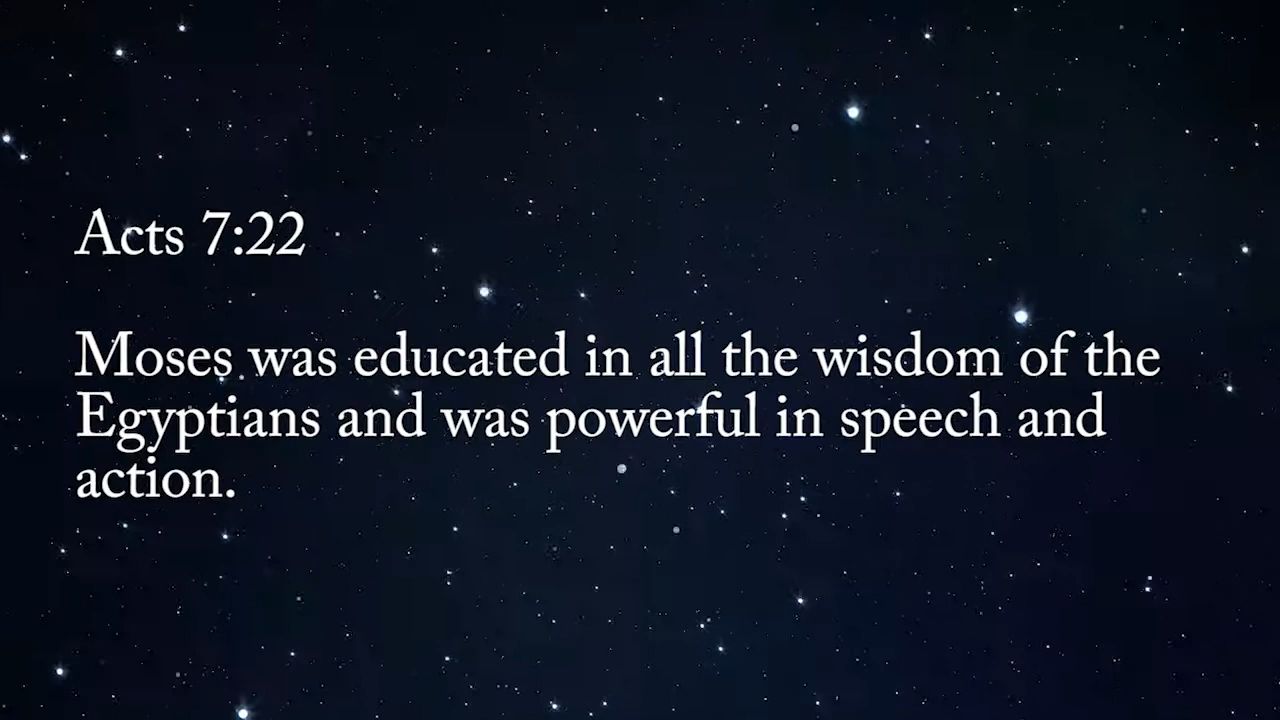 Acts 7:22
Moses was educated in all the wisdom of the
Egyptians and was powerful in speech and
action.